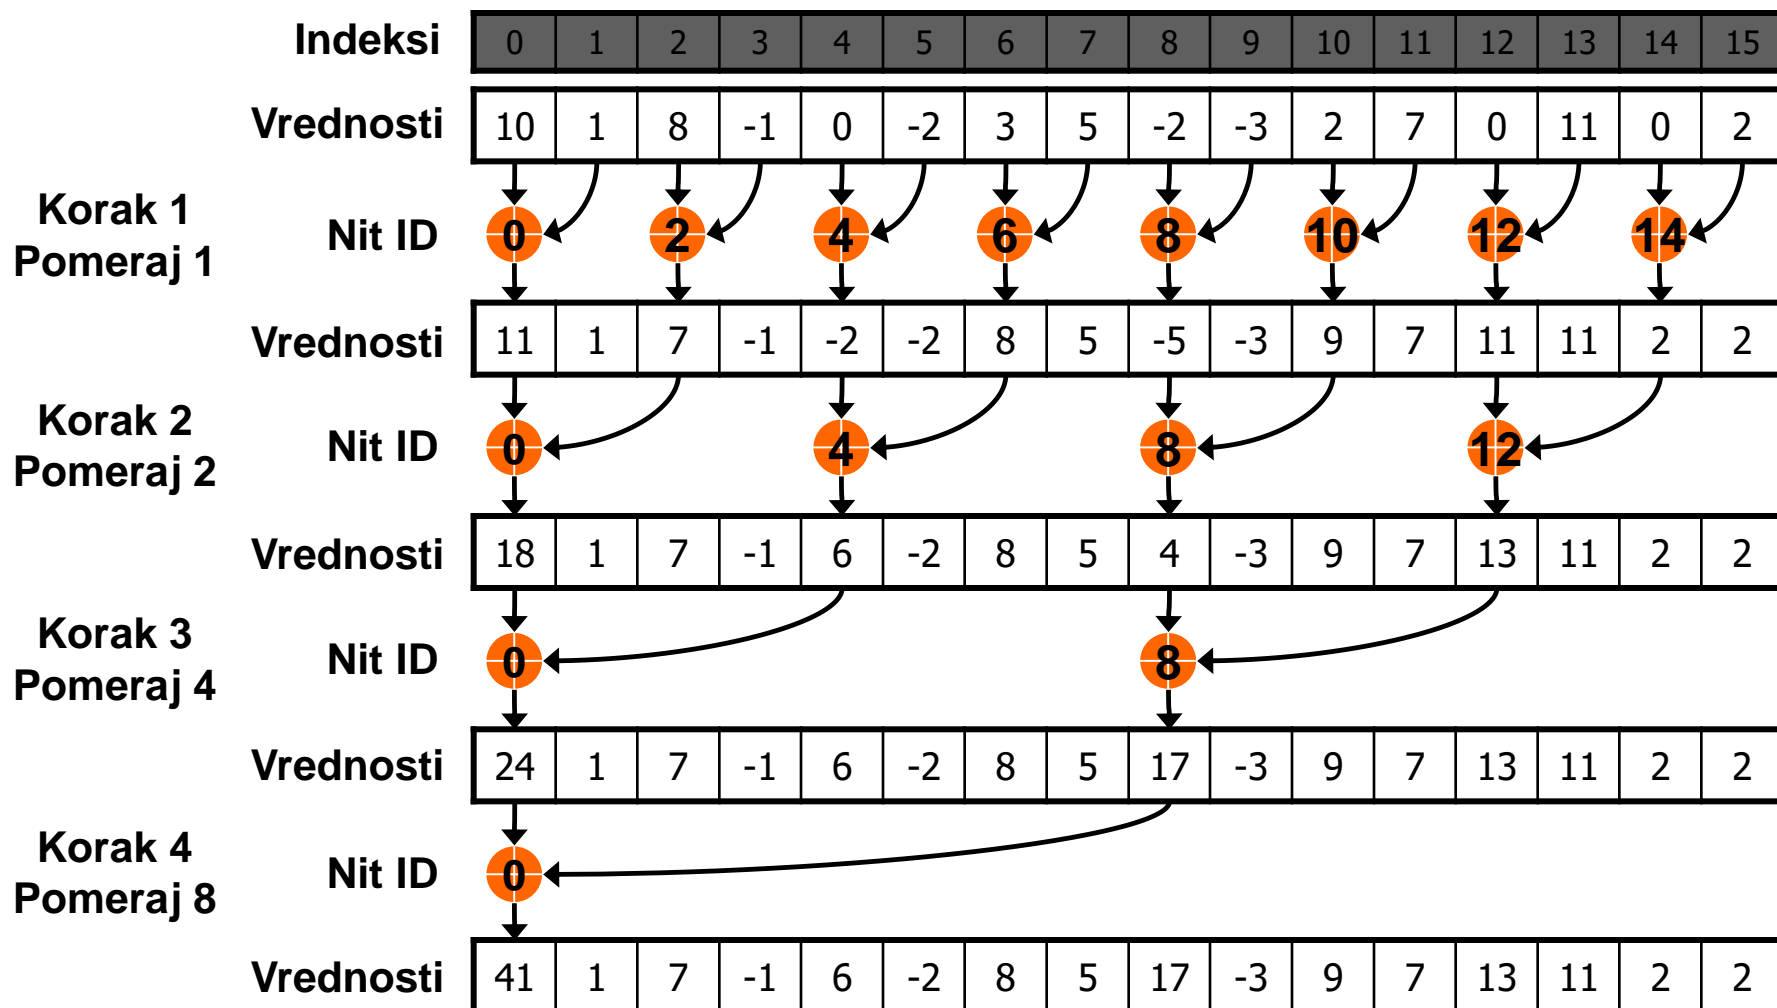 Indeksi 0 1 2 3 4 5 6 7 8 9 10 11 12 13 14 15
Vrednosti 10 1 8 -1 0 -2 3 5 -2 -3 2 7 0 11 0 2
Korak 1
Pomeraj 1
Nit ID 0 2 4 6 8 10 12 14
Vrednosti 11 1 7 -1 -2 -2 8 5 -5 -3 9 7 11 11 2 2
Korak 2
Pomeraj 2
Nit ID 0 4 8 12
Vrednosti 18 1 7 -1 6 -2 8 5 4 -3 9 7 13 11 2 2
Korak 3
Pomeraj 4
Nit ID 0 8
Vrednosti 24 1 7 -1 6 -2 8 5 17 -3 9 7 13 11 2 2
Korak 4
Pomeraj 8
Nit ID 0
Vrednosti 41 1 7 -1 6 -2 8 5 17 -3 9 7 13 11 2 2